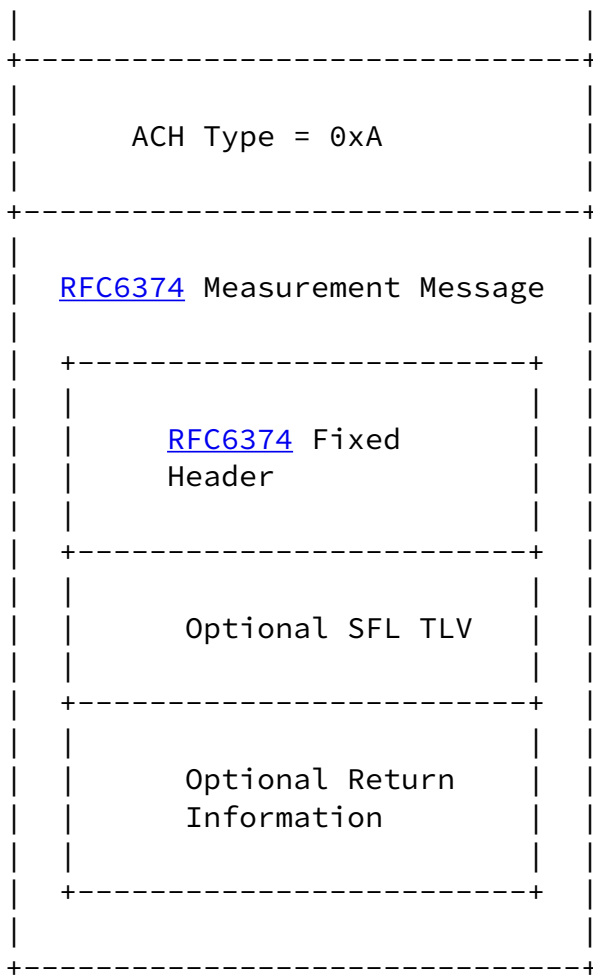 ACH Type = 0xA
RFC6374 Measurement Message
RFC6374 Fixed
Header
Optional SFL TLV
Optional Return
Information